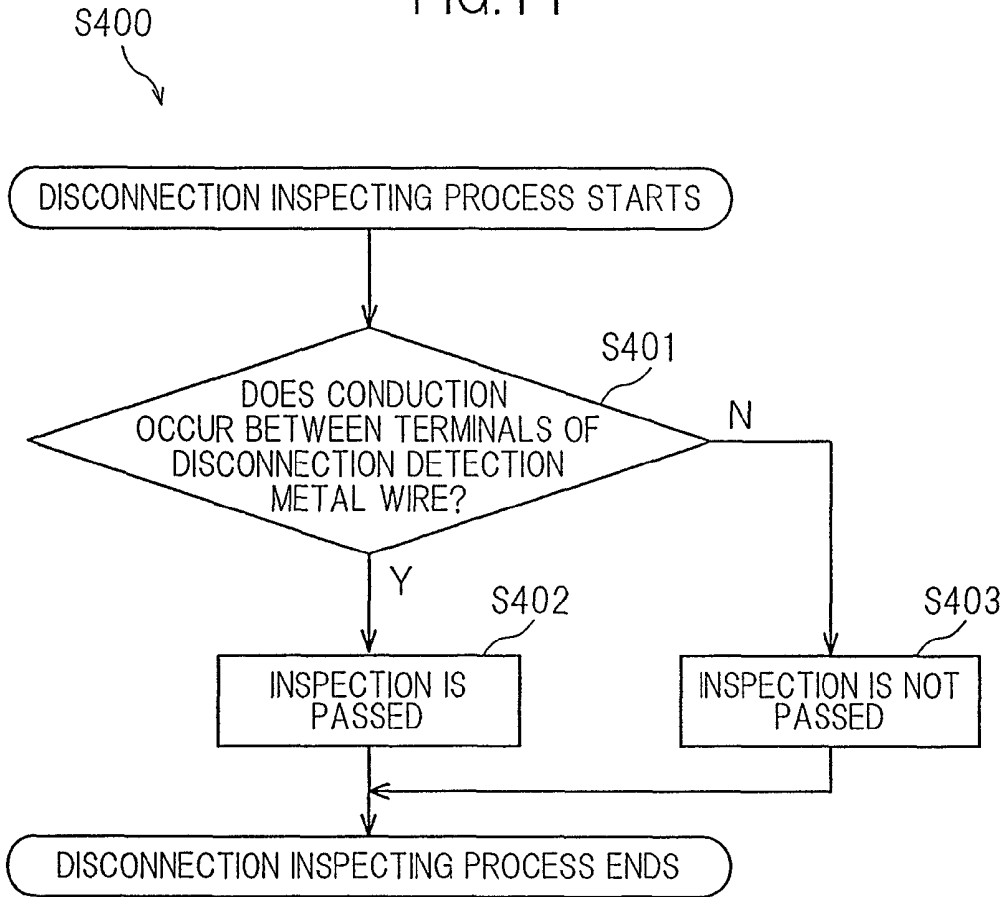 S400
DISCONNECTION INSPECTING PROCESS STARTS
S401
DOES CONDUCTION
OCCUR BETWEEN TERMINALS OF
DISCONNECTION DETECTION
METAL WIRE?
N
Y
S402
INSPECTION IS
PASSED
S403
INSPECTION IS NOT
PASSED
DISCONNECTION INSPECTING PROCESS ENDS